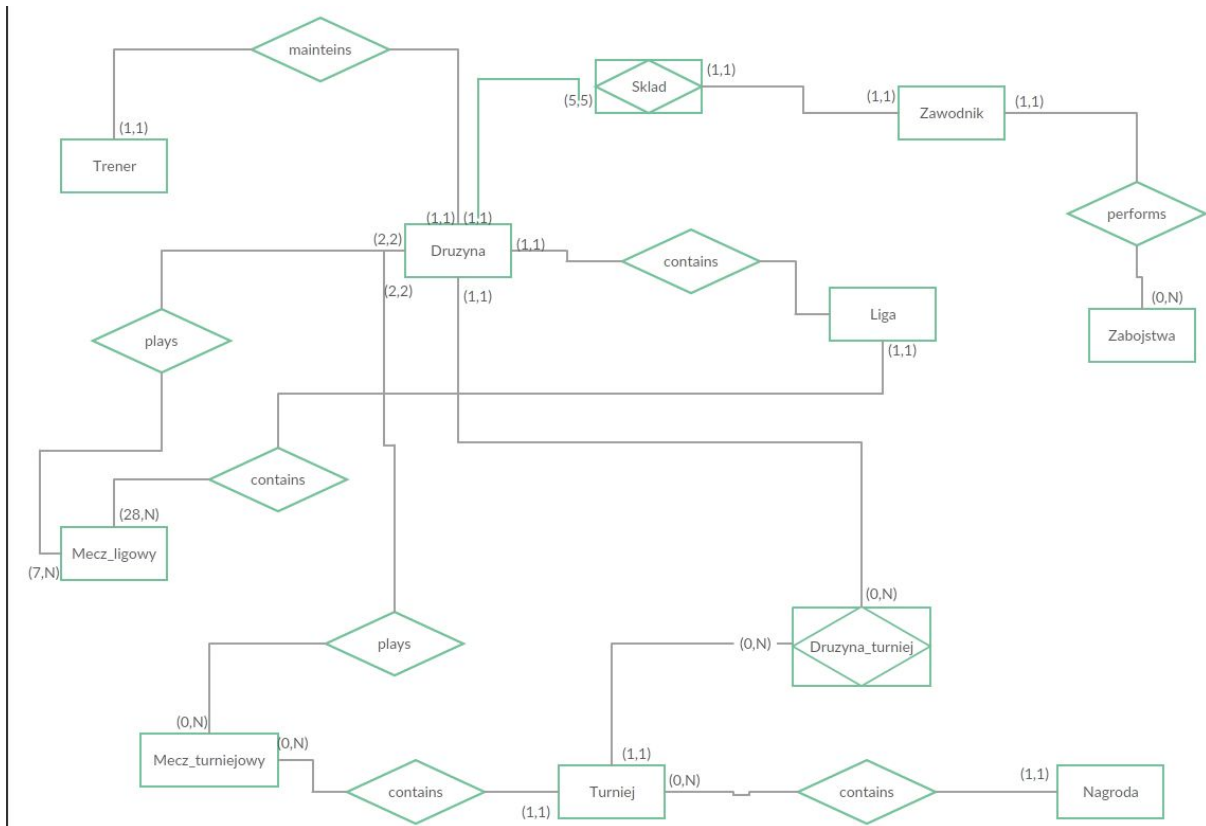 mainteins
Sklad
(1,1)
(5,5)
(1,1)
Zawodnik
(1,1)
(1,1)
Trener
performs
(1,1)
(1,1)
(2,2)
Druzyna
(1,1)
contains
(2,2)
(1,1)
(0,N)
Liga
Zabojstwa
plays
(1,1)
contains
(28,N)
Mecz_ligowy
(7,N)
(0,N)
plays
(0,N)
Druzyna_turniej
(0,N)
(0,N)
Mecz_turniejowy
(1,1)
(0,N)
(1,1)
contains
Turniej
contains
Nagroda
(1,1)